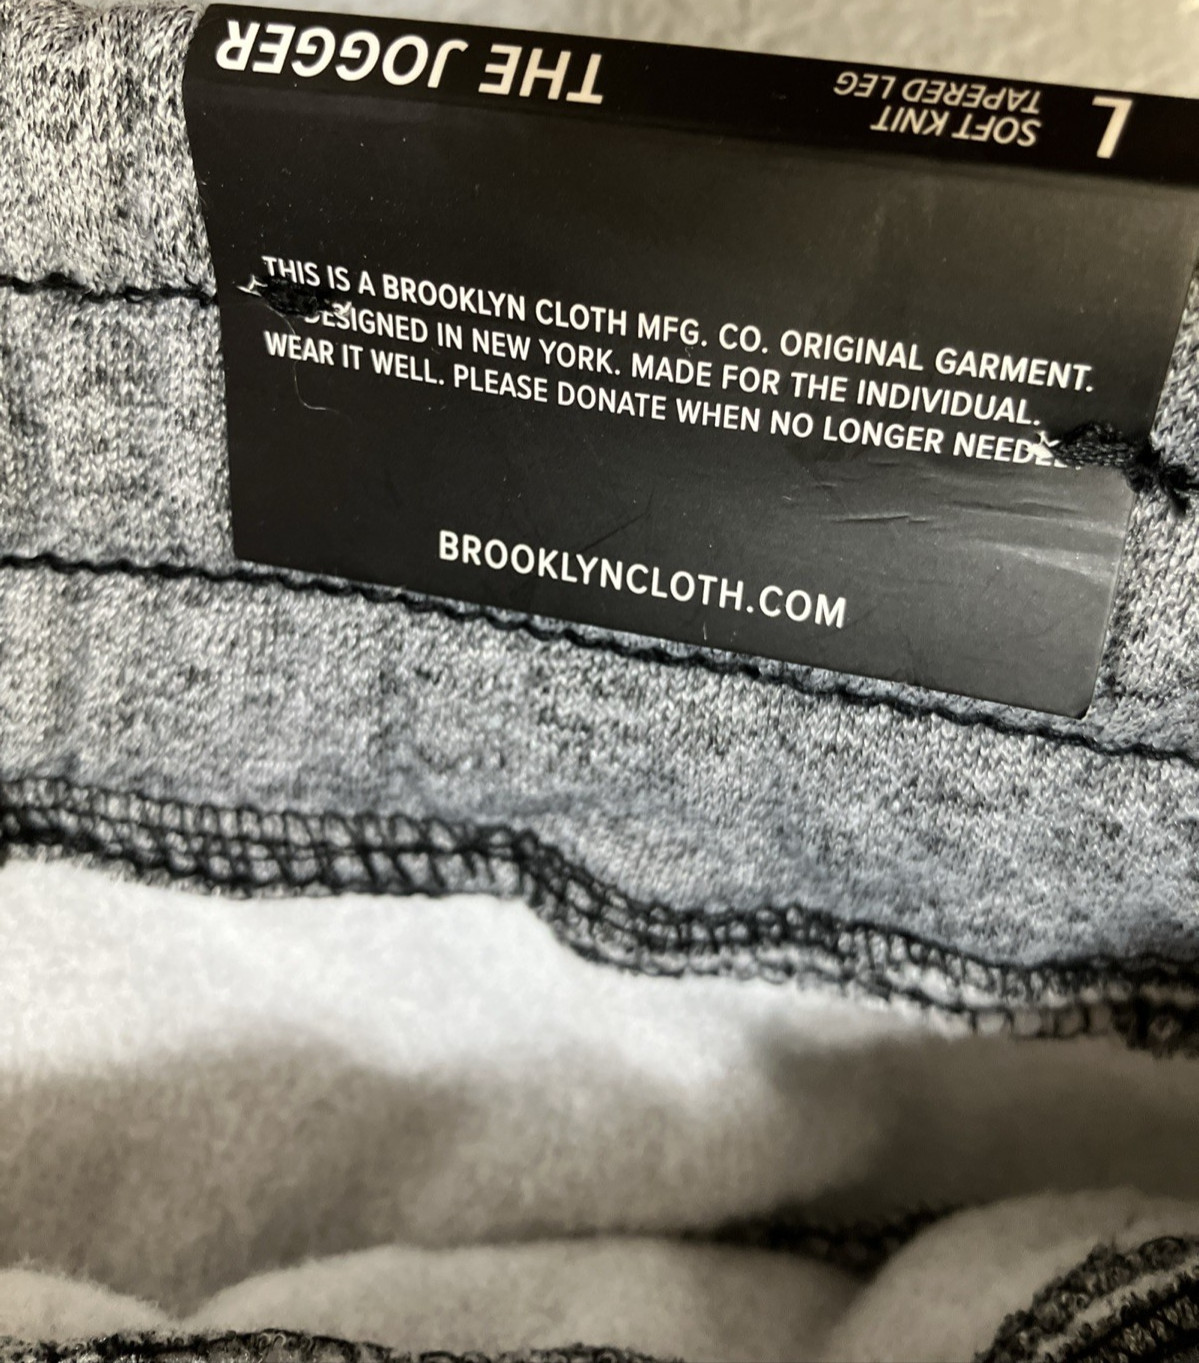 THE JOGGER
SOFT KNIT
TAPERED LEG
L
THIS IS A BROOKLYN CLOTH MFG. CO. ORIGINAL GARMENT.
DESIGNED IN NEW YORK. MADE FOR THE INDIVIDUAL.
WEAR IT WELL. PLEASE DONATE WHEN NO LONGER NEEDED.
BROOKLYNCLOTH.COM